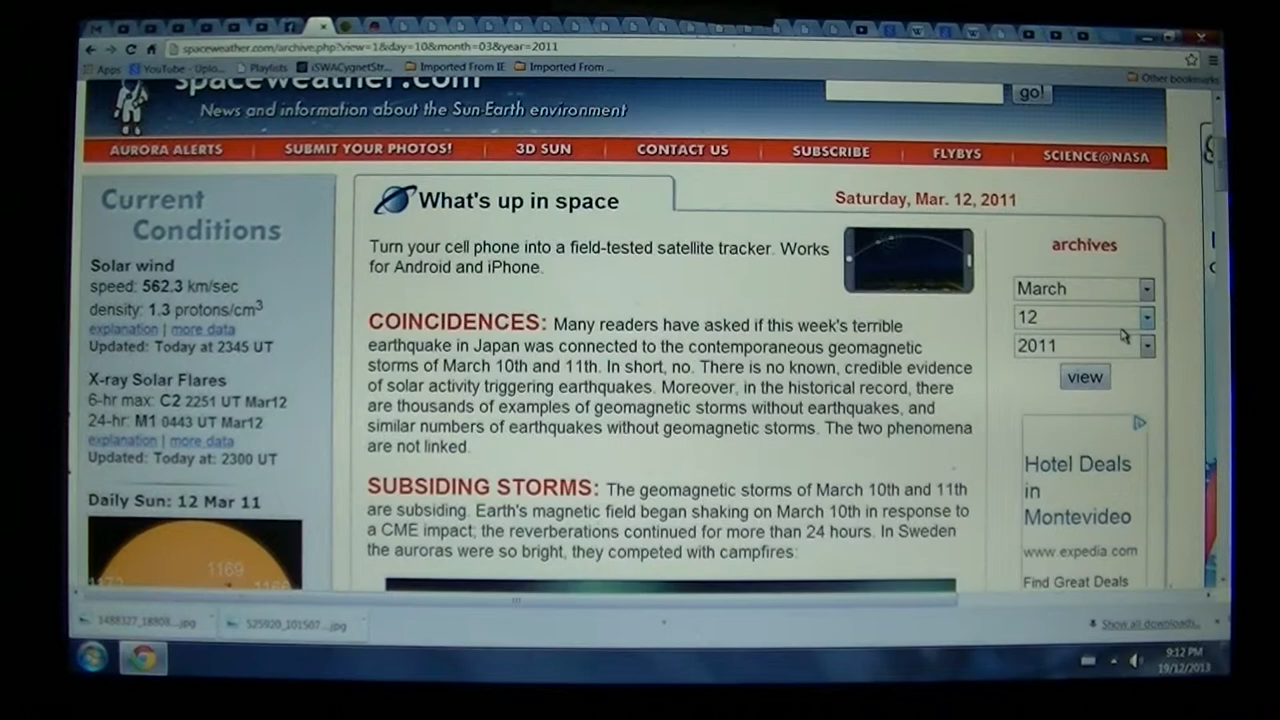 spaceweather.com/archive.php?view=1&day=10&month=03&year=2011
Apps
Playlists
iSWACygnetStr...
Imported From IE
Imported From ...
Other bookmarks
spaceweather.com
News and information about the Sun-Earth environment
go!
AURORA ALERTS
SUBMIT YOUR PHOTOS!
3D SUN
CONTACT US
SUBSCRIBE
FLYBYS
SCIENCE@NASA
Current
Conditions
Solar wind
speed: 562.3 km/sec
density: 1.3 protons/cm3
explanation | more data
Updated: Today at 2345 UT
X-ray Solar Flares
6-hr max: C2 2251 UT Mar12
24-hr: M1 0443 UT Mar12
explanation | more data
Updated: Today at: 2300 UT
Daily Sun: 12 Mar 11
1169
What's up in space
Saturday, Mar. 12, 2011
Turn your cell phone into a field-tested satellite tracker. Works
for Android and iPhone.
COINCIDENCES: Many readers have asked if this week's terrible
earthquake in Japan was connected to the contemporaneous geomagnetic
storms of March 10th and 11th. In short, no. There is no known, credible evidence
of solar activity triggering earthquakes. Moreover, in the historical record, there
are thousands of examples of geomagnetic storms without earthquakes, and
similar numbers of earthquakes without geomagnetic storms. The two phenomena
are not linked.
SUBSIDING STORMS: The geomagnetic storms of March 10th and 11th
are subsiding. Earth's magnetic field began shaking on March 10th in response to
a CME impact; the reverberations continued for more than 24 hours. In Sweden
the auroras were so bright, they competed with campfires:
archives
March
12
2011
view
Hotel Deals
in
Montevideo
www.expedia.com
Find Great Deals
Show all downloads...
9:12 PM
19/12/2013